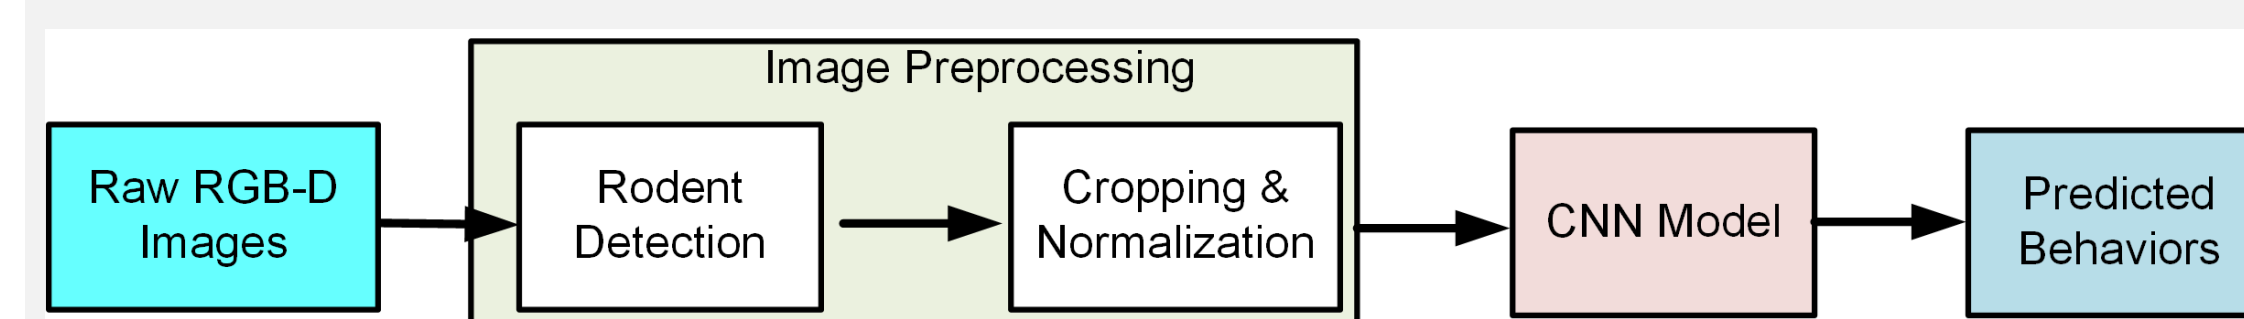 Image Preprocessing
Raw RGB-D
Images
Rodent
Detection
Cropping &
Normalization
CNN Model
Predicted
Behaviors